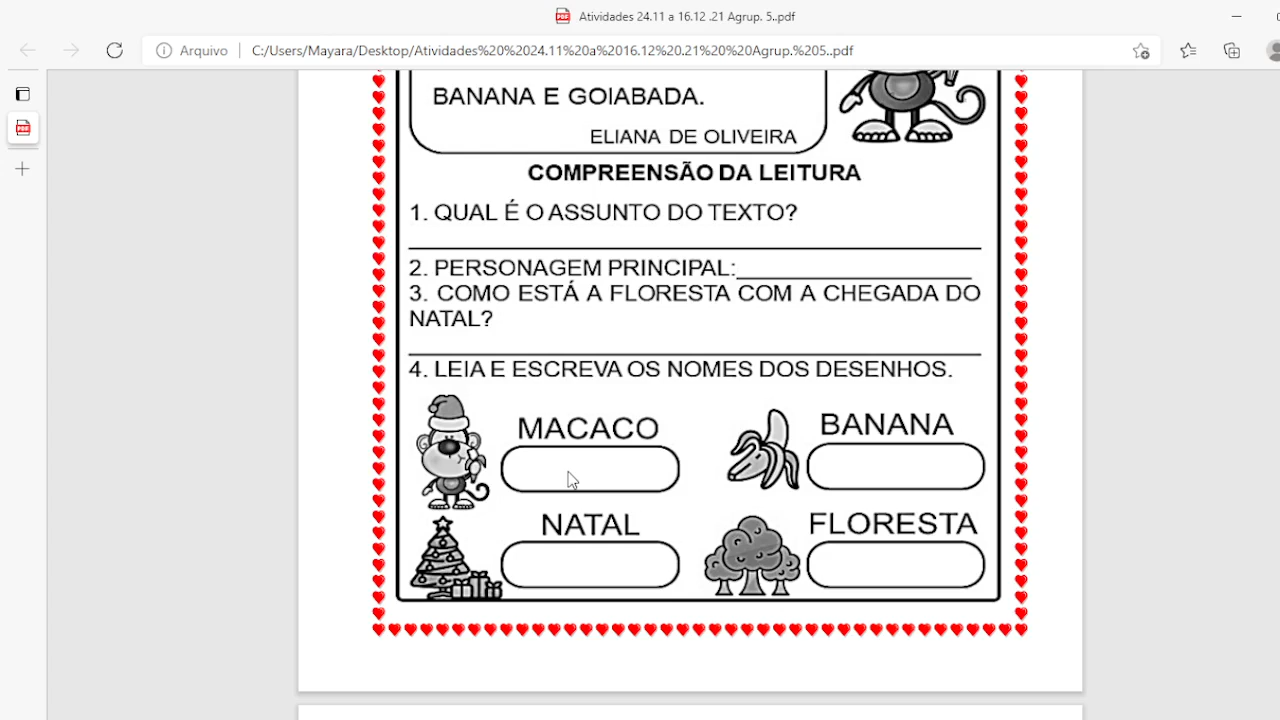 Atividades 24.11 a 16.12 .21 Agrup. 5..pdf
Arquivo C:/Users/Mayara/Desktop/Atividades%20%2024.11%20a%2016.12%20.21%20%20Agrup.%205..pdf
BANANA E GOIABADA.
ELIANA DE OLIVEIRA
COMPREENSÃO DA LEITURA
1. QUAL É O ASSUNTO DO TEXTO?
2. PERSONAGEM PRINCIPAL:
3. COMO ESTÁ A FLORESTA COM A CHEGADA DO
NATAL?
4. LEIA E ESCREVA OS NOMES DOS DESENHOS.
MACACO BANANA
NATAL FLORESTA